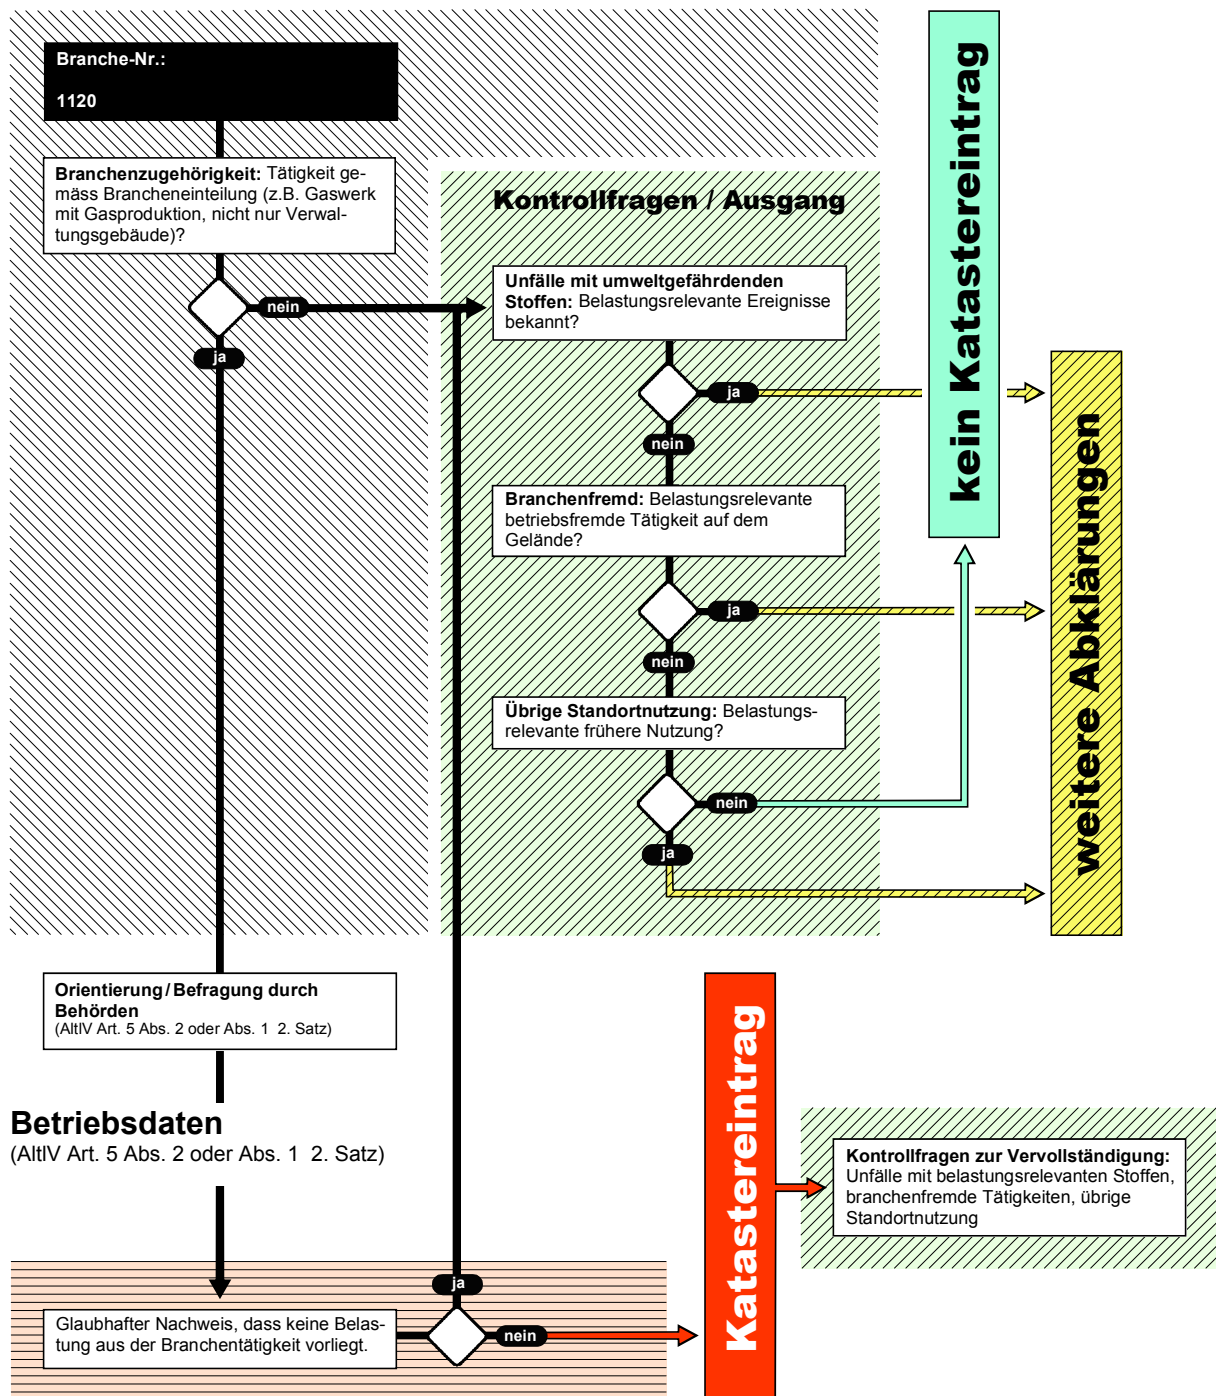 Branche-Nr.:
1120
Branchenzugehörigkeit: Tätigkeit ge-
mäss Brancheneinteilung (z.B. Gaswerk
mit Gasproduktion, nicht nur Verwal-
tungsgebäude)?
nein
ja
Kontrollfragen / Ausgang
Unfälle mit umweltgefährdenden
Stoffen: Belastungsrelevante Ereignisse
bekannt?
ja
nein
Branchenfremd: Belastungsrelevante
betriebsfremde Tätigkeit auf dem
Gelände?
ja
nein
Übrige Standortnutzung: Belastungs-
relevante frühere Nutzung?
nein
ja
kein Katastereintrag
weitere Abklärungen
Orientierung / Befragung durch
Behörden
(AltlV Art. 5 Abs. 2 oder Abs. 1 2. Satz)
Betriebsdaten
(AltlV Art. 5 Abs. 2 oder Abs. 1 2. Satz)
Glaubhafter Nachweis, dass keine Belas-
tung aus der Branchentätigkeit vorliegt.
ja
nein
Katastereintrag
Kontrollfragen zur Vervollständigung:
Unfälle mit belastungsrelevanten Stoffen,
branchenfremde Tätigkeiten, übrige
Standortnutzung